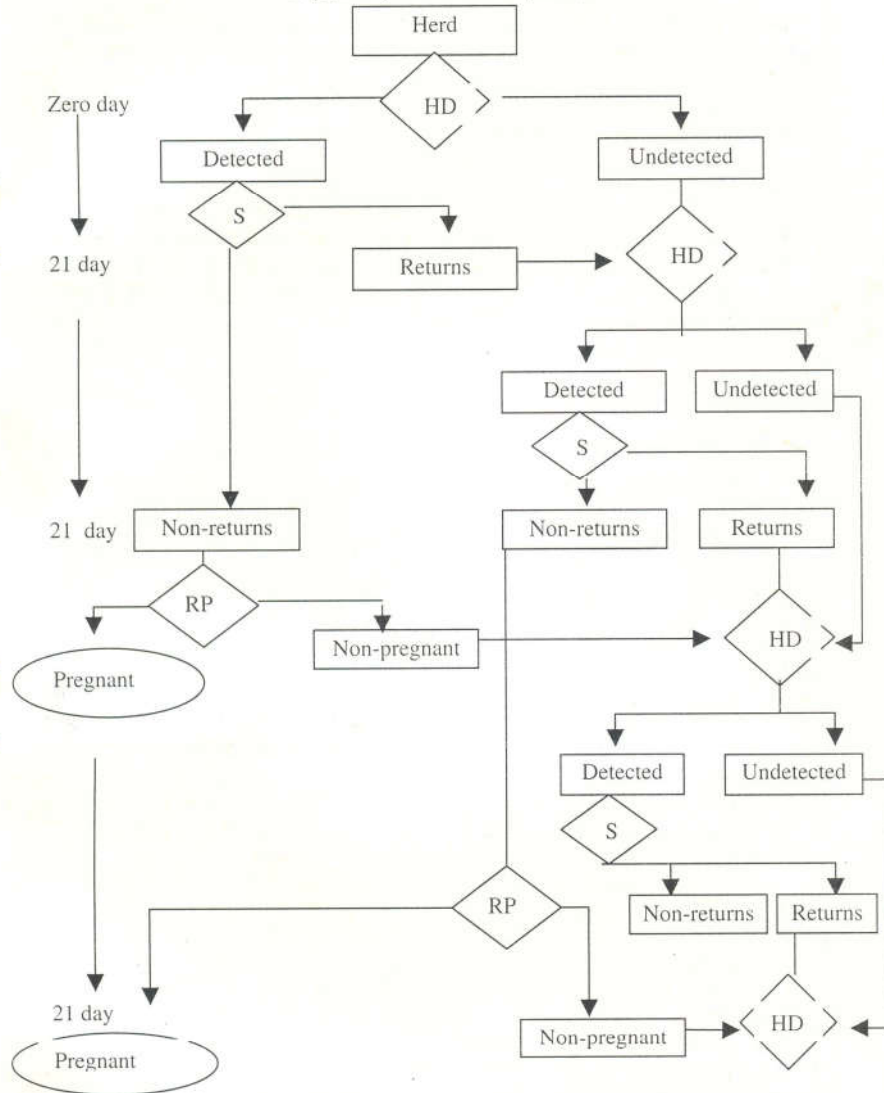 Herd
HD
Zero day
Detected
Undetected
S
HD
21 day
Returns
Detected
Undetected
S
21 day
Non-returns
Non-returns
Returns
RP
HD
Non-pregnant
Pregnant
Detected
Undetected
S
RP
Non-returns
Returns
21 day
HD
Non-pregnant
Pregnant